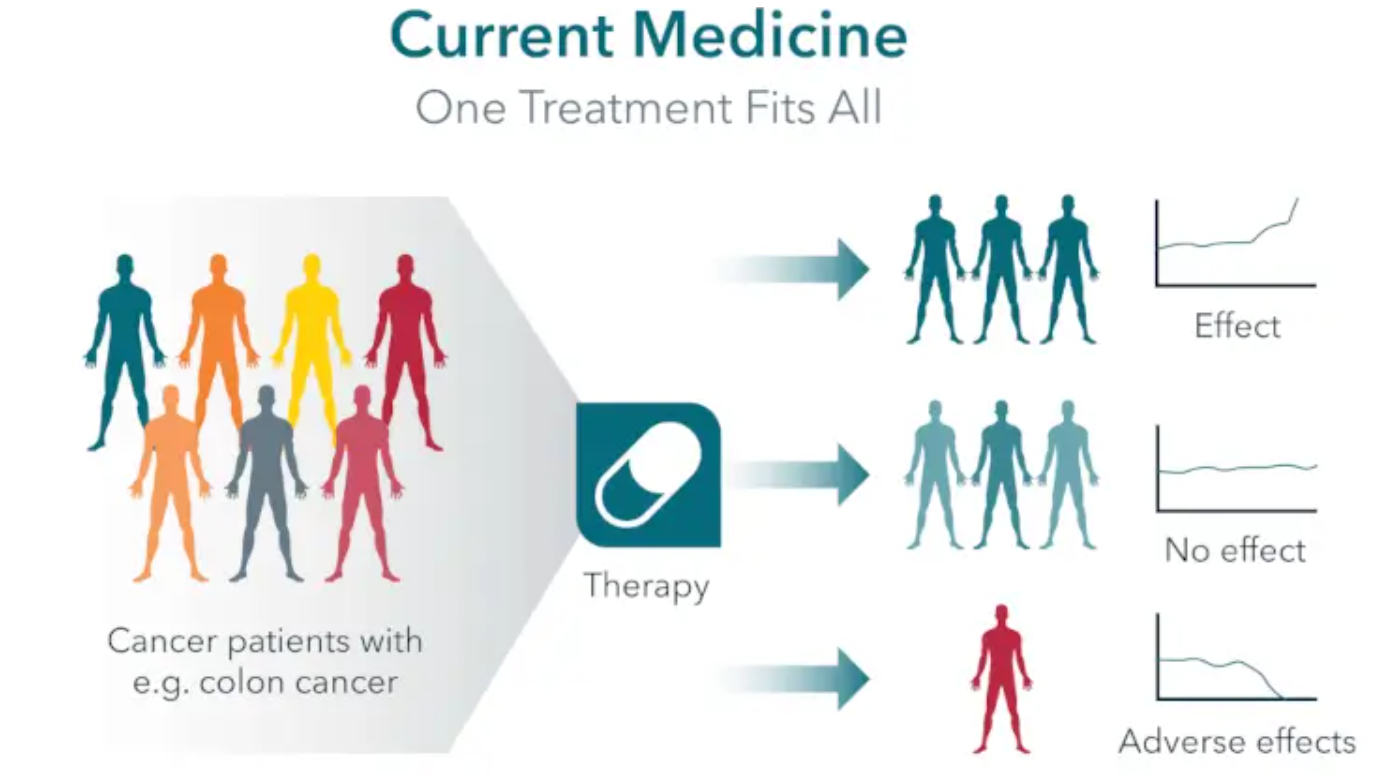 Current Medicine
One Treatment Fits All
Cancer patients with
e.g. colon cancer
Therapy
Effect
No effect
Adverse effects